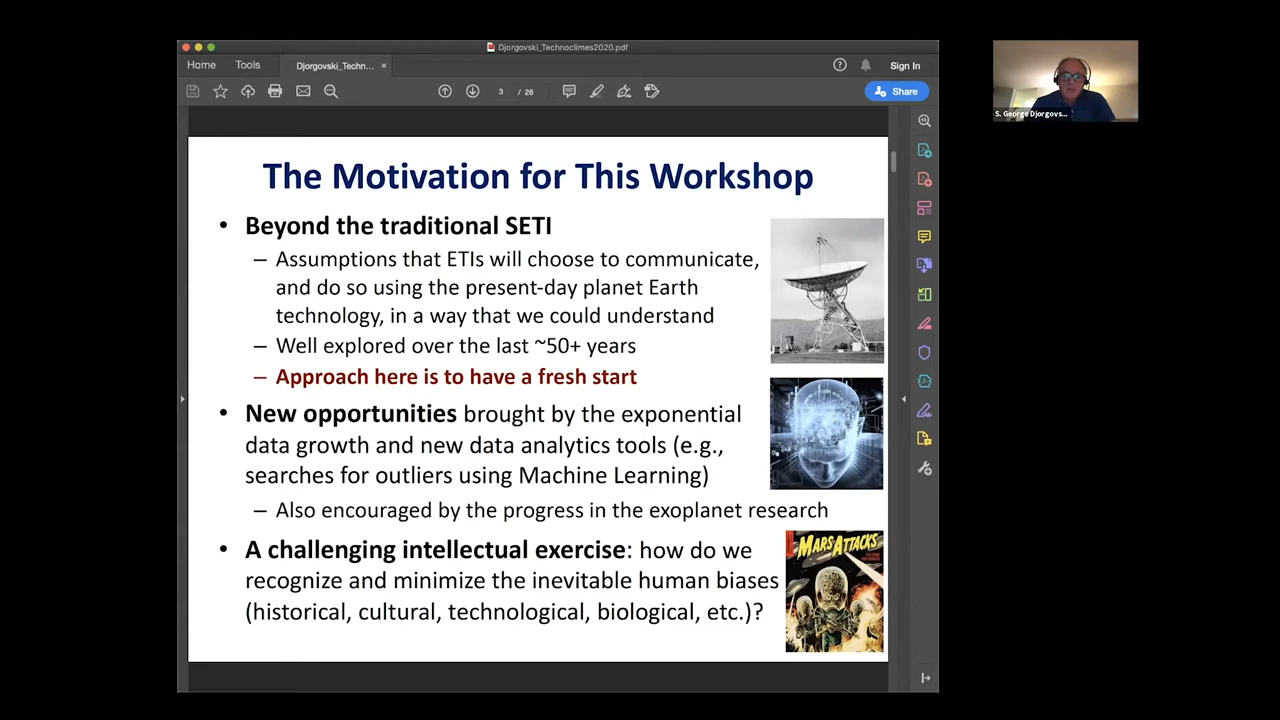 Djorgovski_Technoclimes2020.pdf
Home Tools Djorgovski_Techn... × Sign In
3 / 26 Share
The Motivation for This Workshop
• Beyond the traditional SETI
– Assumptions that ETIs will choose to communicate,
and do so using the present-day planet Earth
technology, in a way that we could understand
– Well explored over the last ~50+ years
– Approach here is to have a fresh start
• New opportunities brought by the exponential
data growth and new data analytics tools (e.g.,
searches for outliers using Machine Learning)
– Also encouraged by the progress in the exoplanet research
• A challenging intellectual exercise: how do we
recognize and minimize the inevitable human biases
(historical, cultural, technological, biological, etc.)?
MARS ATTACKS
S. George Djorgovs...